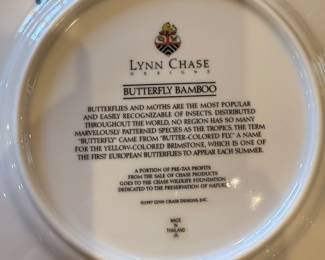 LYNN CHASE
DESIGNS
BUTTERFLY BAMBOO
BUTTERFLIES AND MOTHS ARE THE MOST POPULAR
AND EASILY RECOGNIZABLE OF INSECTS. DISTRIBUTED
THROUGHOUT THE WORLD, NO REGION HAS SO MANY
MARVELOUSLY PATTERNED SPECIES AS THE TROPICS. THE TERM
"BUTTERFLY" CAME FROM "BUTTER-COLORED FLY" A NAME
FOR THE YELLOW-COLORED BRIMSTONE, WHICH IS ONE OF
THE FIRST EUROPEAN BUTTERFLIES TO APPEAR EACH SUMMER.
A PORTION OF PRE-TAX PROFITS
FROM THE SALE OF CHASE PRODUCTS
GOES TO THE CHASE WILDLIFE FOUNDATION
DEDICATED TO THE PRESERVATION OF NATURE.
©1997 LYNN CHASE DESIGNS, INC.
MADE
IN
THAILAND